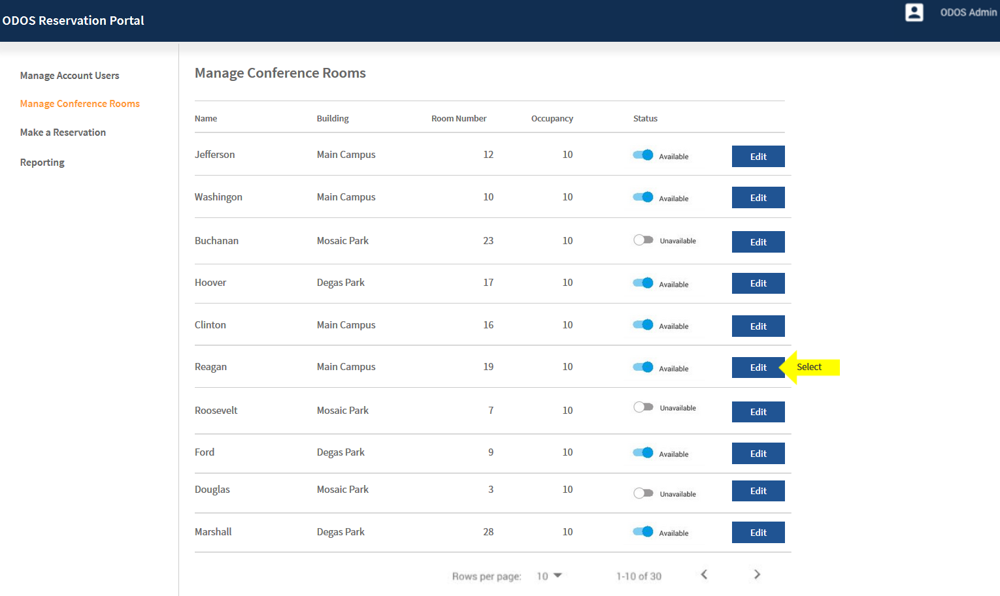 ODOS Reservation Portal
ODOS Admin
Manage Account Users
Manage Conference Rooms
Make a Reservation
Reporting
Manage Conference Rooms
Name Building Room Number Occupancy Status
Jefferson Main Campus 12 10 Available Edit
Washingon Main Campus 10 10 Available Edit
Buchanan Mosaic Park 23 10 Unavailable Edit
Hoover Degas Park 17 10 Available Edit
Clinton Main Campus 16 10 Available Edit
Reagan Main Campus 19 10 Available Edit Select
Roosevelt Mosaic Park 7 10 Unavailable Edit
Ford Degas Park 9 10 Available Edit
Douglas Mosaic Park 3 10 Unavailable Edit
Marshall Degas Park 28 10 Available Edit
Rows per page: 10 1-10 of 30